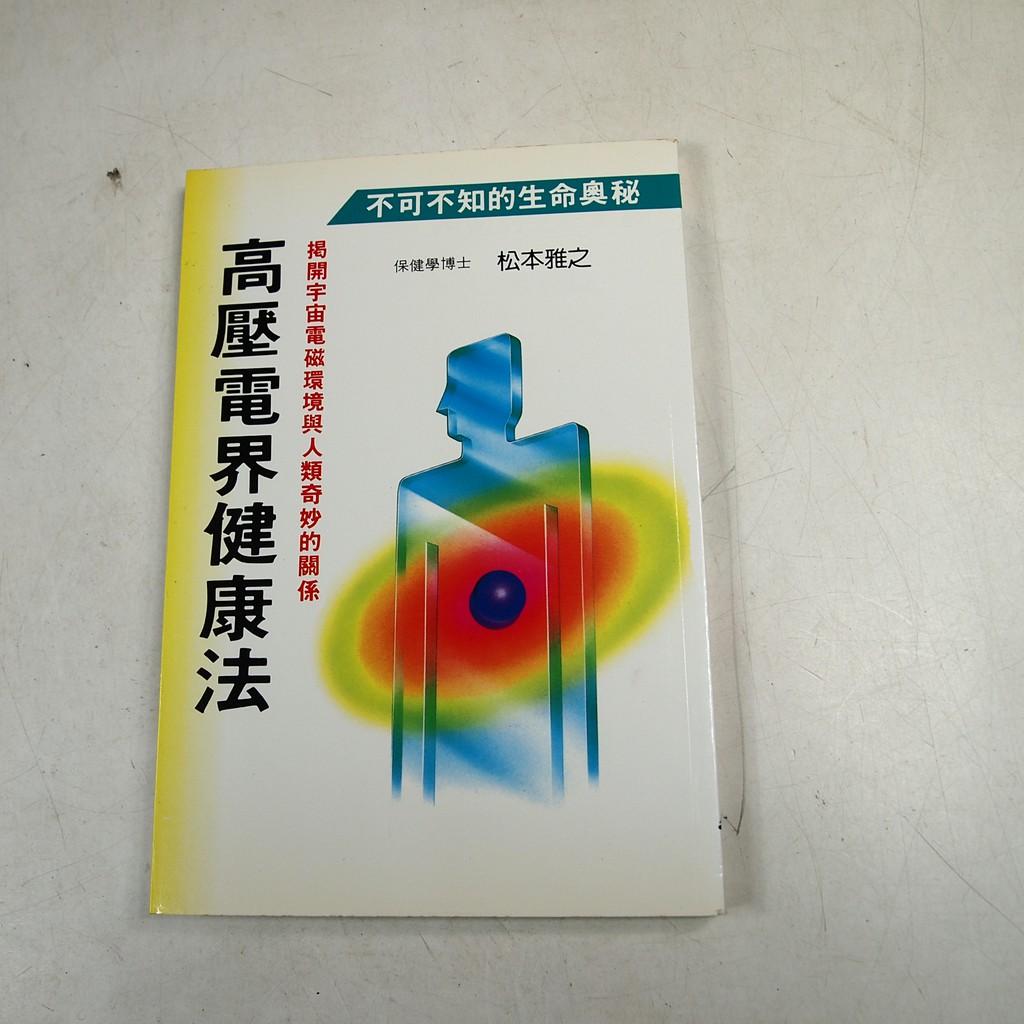 不可不知的生命奧秘
保健學博士 松本雅之
揭開宇宙電磁環境與人類奇妙的關係
高壓電界健康法